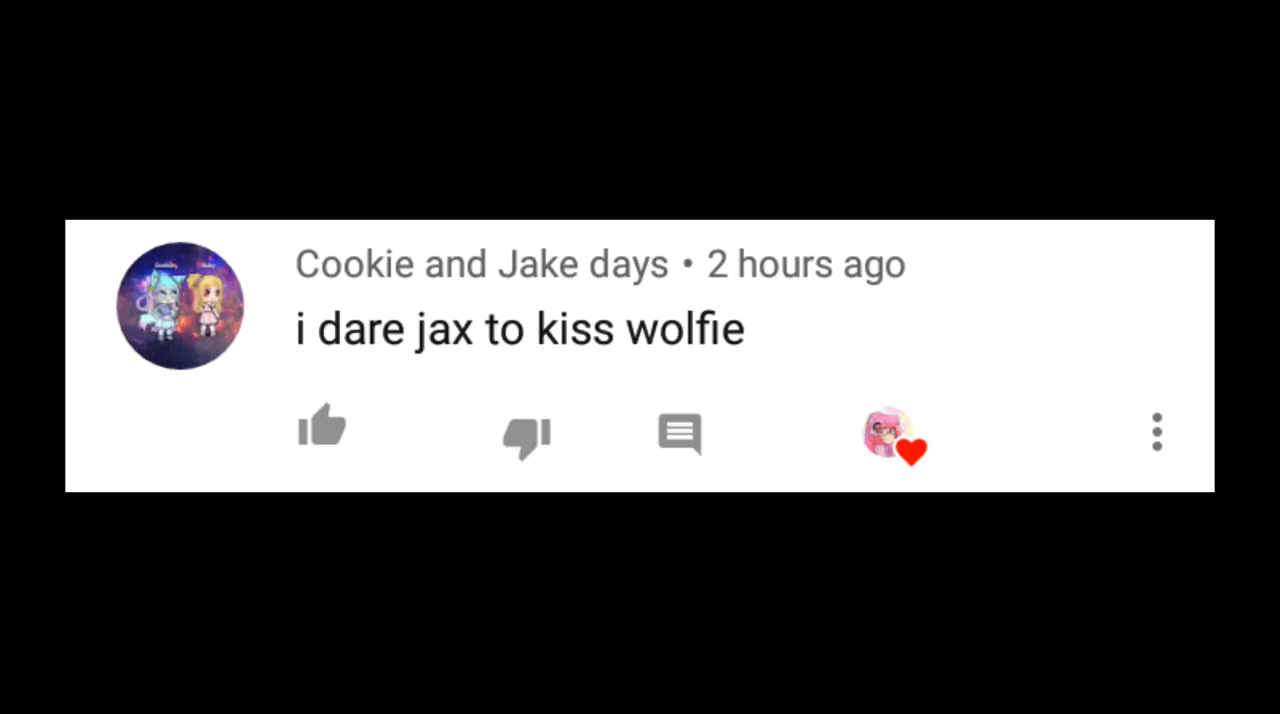 Cookie and Jake days • 2 hours ago
i dare jax to kiss wolfie